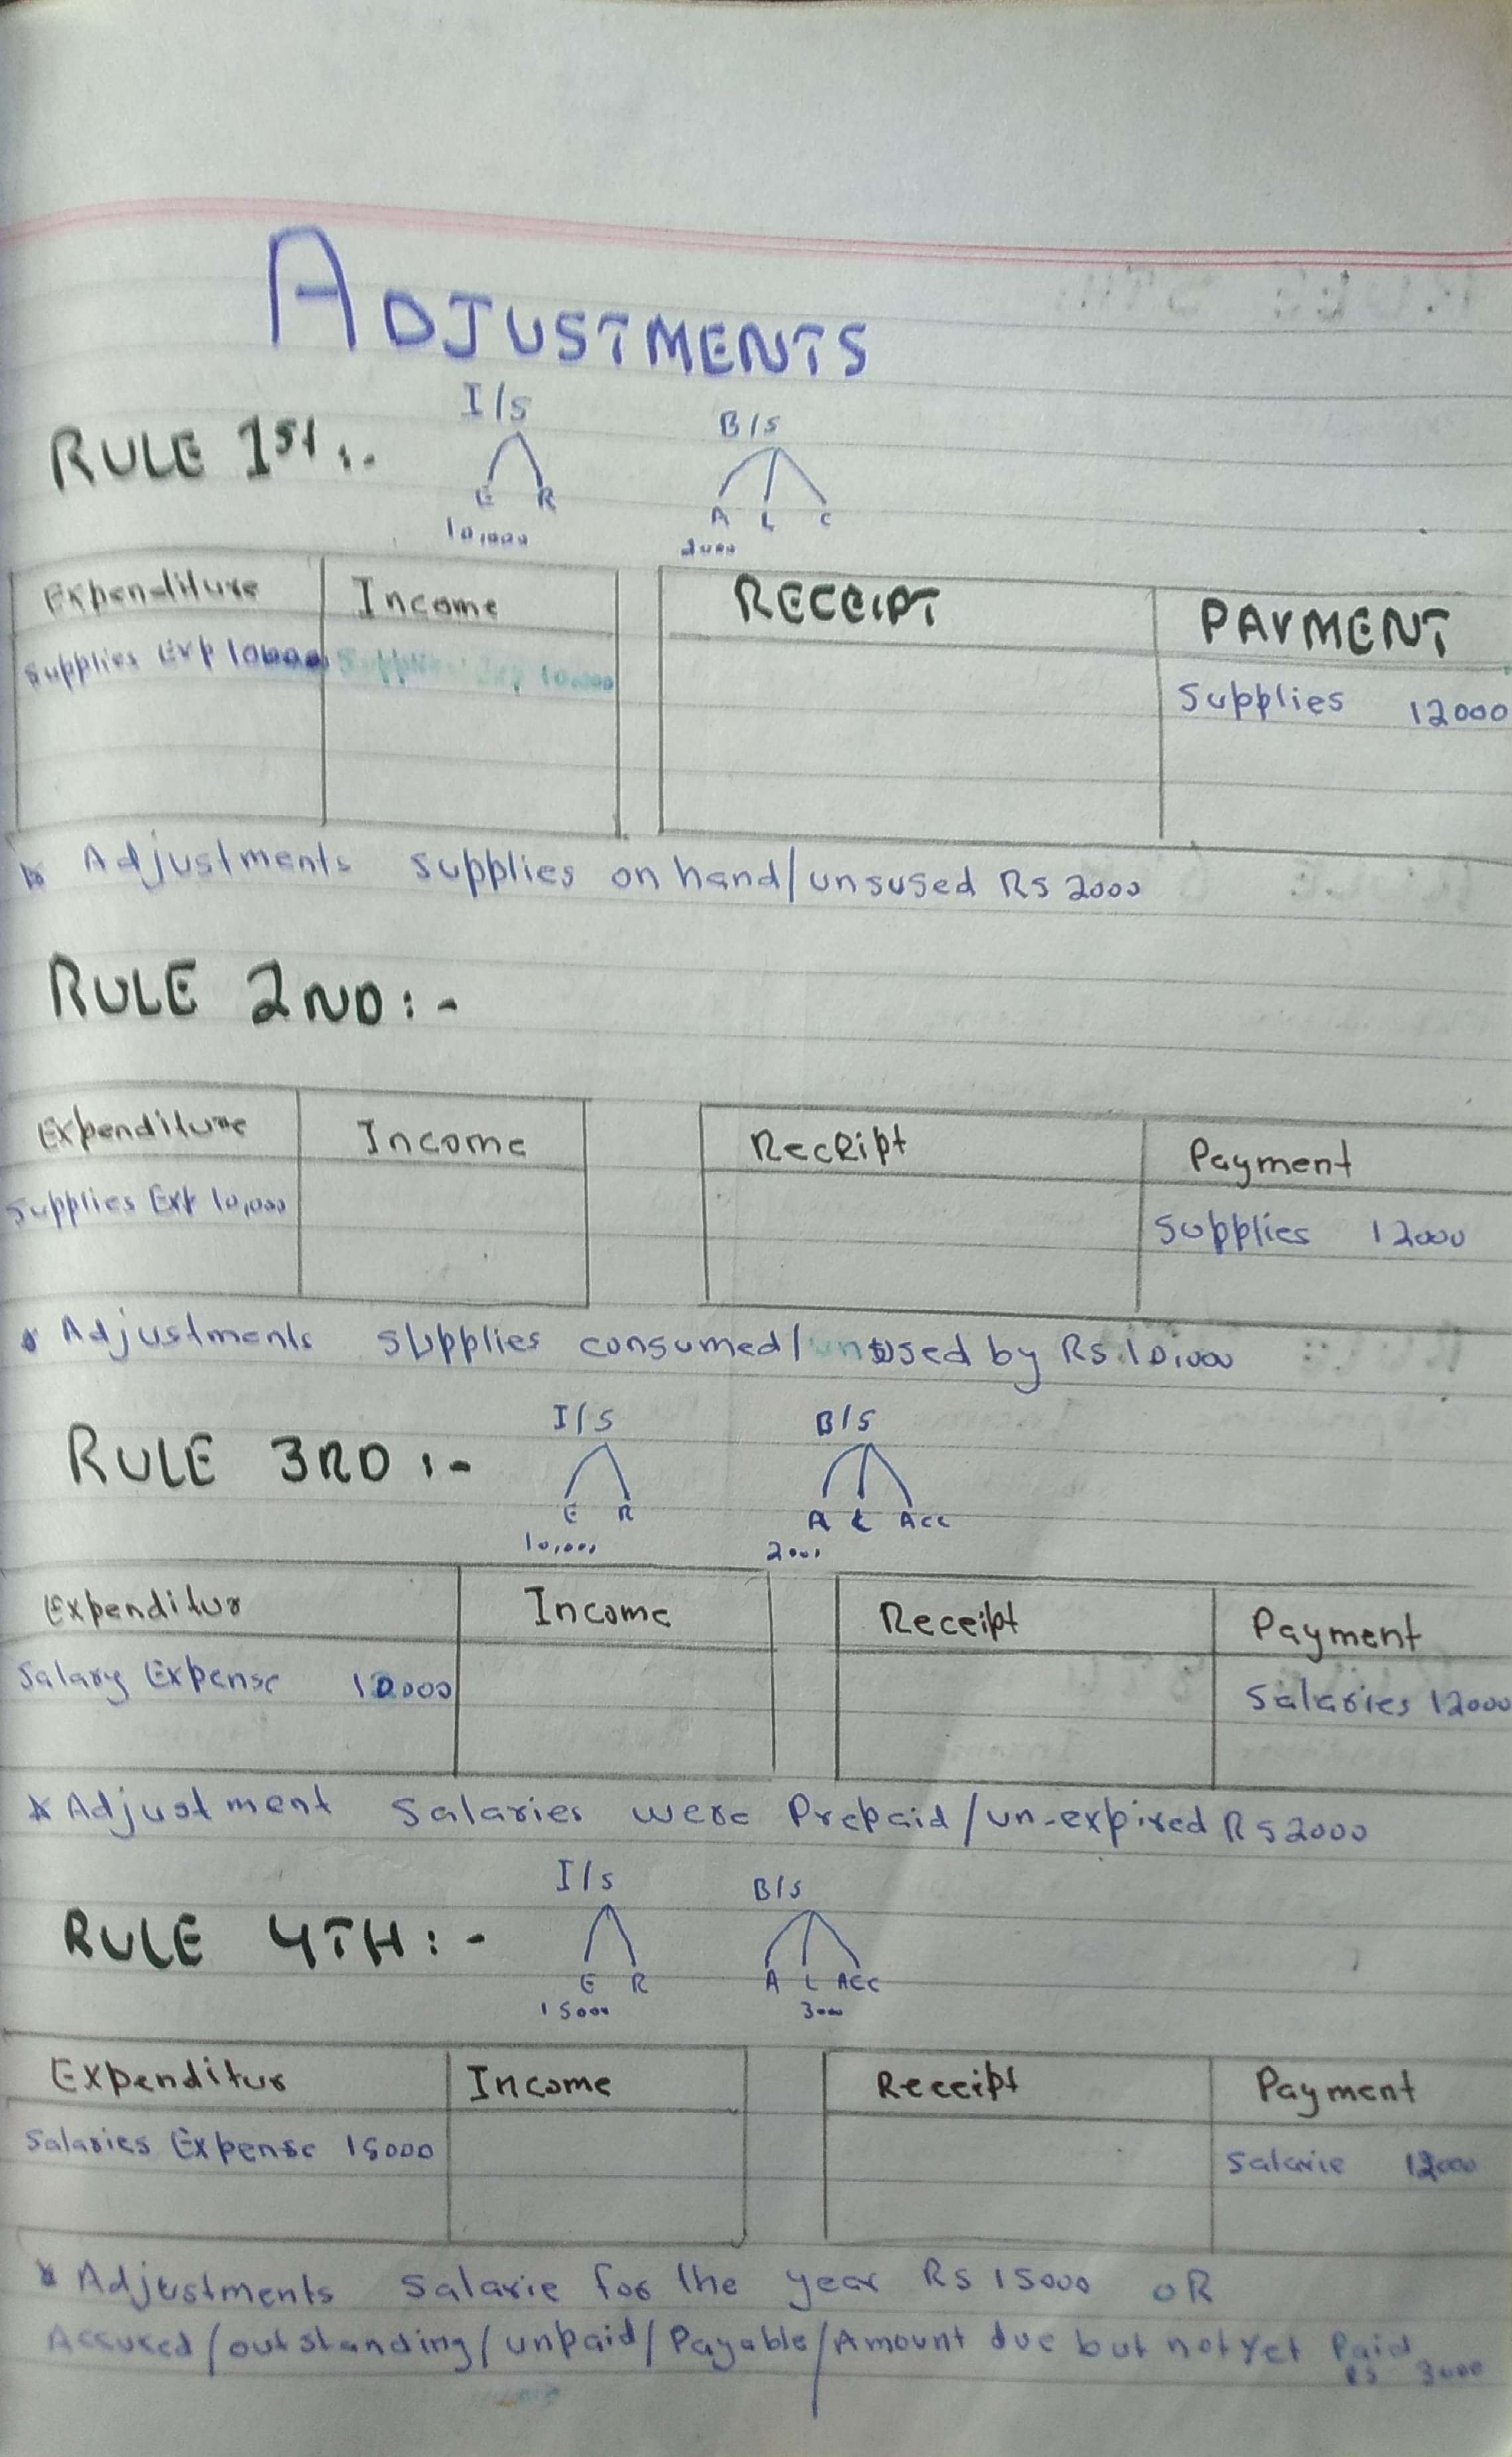 ADJUSTMENTS
I/S B/S
RULE 1St :-
E R A L C
10,000 2000
Expenditure Income RECEIPT PAYMENT
Supplies Exp 10000 Supplies Exp 10,000
Supplies 12000
Adjustments supplies on hand/unsused Rs 2000
RULE 2ND :-
Expenditure Income Receipt Payment
Supplies Exp 10,000 Supplies 12000
Adjustments supplies consumed/unused by Rs.10,000
I/S B/S
RULE 3RD :-
E R A L Acc
10,000 2000
Expenditur Income Receipt Payment
Salary Expense 10000 Salaries 12000
* Adjustment Salaries were Prepaid/un-expired Rs 2000
I/S B/S
RULE 4TH :-
E R A L Acc
15000 3000
Expenditur Income Receipt Payment
Salaries Expense 15000 Salarie 12000
* Adjustments Salarie for the year Rs 15000 OR
Accured/outstanding/unpaid/Payable/Amount due but not yet Paid
Rs 3000